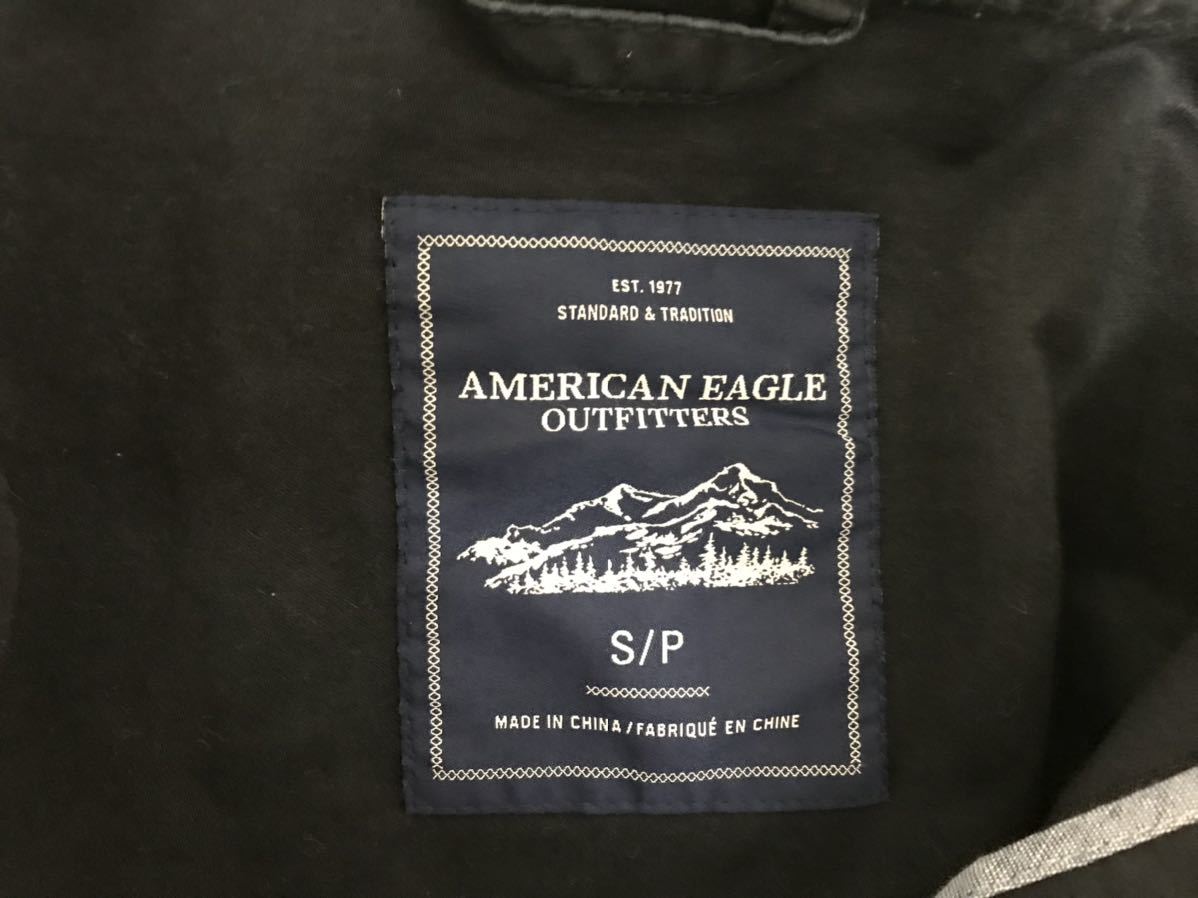 EST. 1977
STANDARD & TRADITION
AMERICAN EAGLE
OUTFITTERS
S/P
MADE IN CHINA/FABRIQUÉ EN CHINE